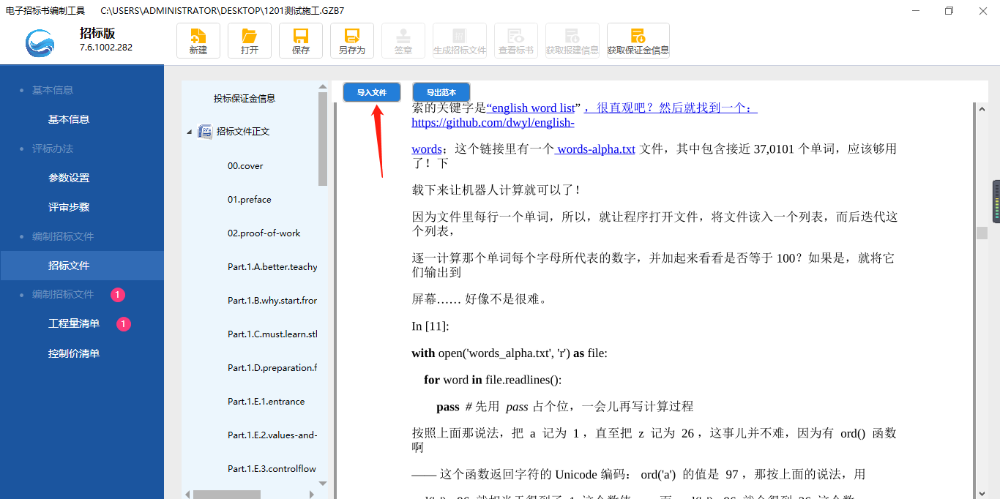 电子招标书编制工具 C:\USERS\ADMINISTRATOR\DESKTOP\1201测试施工.GZB7
招标版
7.6.1002.282
新建
打开
保存
另存为
签章
生成招标文件
查看标书
获取报建信息
获取保证金信息
基本信息
基本信息
评标办法
参数设置
评审步骤
编制招标文件
招标文件
编制招标文件 1
工程量清单 1
控制价清单
投标保证金信息
招标文件正文
00.cover
01.preface
02.proof-of-work
Part.1.A.better.teachy
Part.1.B.why.start.fror
Part.1.C.must.learn.stl
Part.1.D.preparation.f
Part.1.E.1.entrance
Part.1.E.2.values-and-
Part.1.E.3.controlflow
导入文件
导出范本
索的关键字是“english word list” ，很直观吧？然后就找到一个：
https://github.com/dwyl/english-
words；这个链接里有一个 words-alpha.txt 文件，其中包含接近 37,0101 个单词，应该够用
了！下
载下来让机器人计算就可以了！
因为文件里每行一个单词，所以，就让程序打开文件，将文件读入一个列表，而后迭代这
个列表，
逐一计算那个单词每个字母所代表的数字，并加起来看看是否等于 100？如果是，就将它
们输出到
屏幕…… 好像不是很难。
In [11]:
with open('words_alpha.txt', 'r') as file:
for word in file.readlines():
pass # 先用 pass 占个位，一会儿再写计算过程
按照上面那说法，把 a 记为 1 ，直至把 z 记为 26 ，这事儿并不难，因为有 ord() 函数
啊
—— 这个函数返回字符的 Unicode 编码： ord('a') 的值是 97 ，那按上面的说法，用